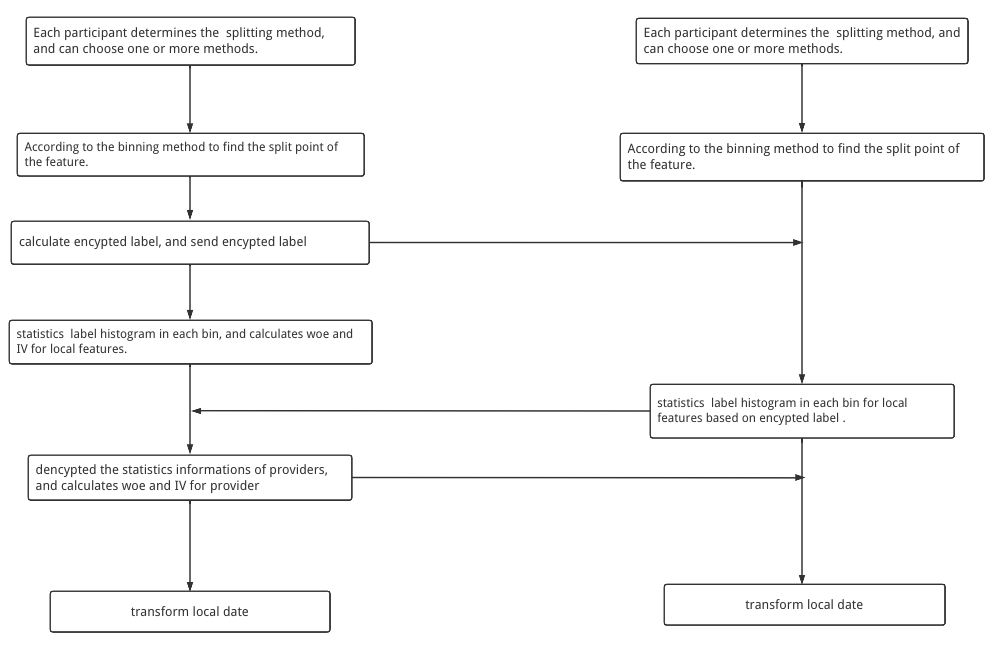 Each participant determines the  splitting method,
and can choose one or more methods.
Each participant determines the  splitting method, and
can choose one or more methods.
According to the binning method to find the split point of
the feature.
According to the binning method to find the split point of
the feature.
calculate encypted label, and send encypted label
statistics  label histogram in each bin, and calculates woe and
IV for local features.
statistics  label histogram in each bin for local
features based on encypted label .
dencypted the statistics informations of providers,
and calculates woe and IV for provider
transform local date
transform local date